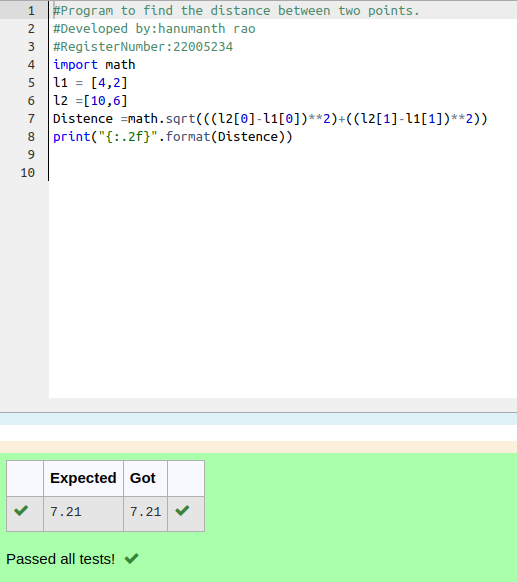 1 #Program to find the distance between two points.
2 #Developed by:hanumanth rao
3 #RegisterNumber:22005234
4 import math
5 l1 = [4,2]
6 l2 =[10,6]
7 Distence =math.sqrt(((l2[0]-l1[0])**2)+((l2[1]-l1[1])**2))
8 print("{:.2f}".format(Distence))
9
10
Expected Got
7.21 7.21
Passed all tests!